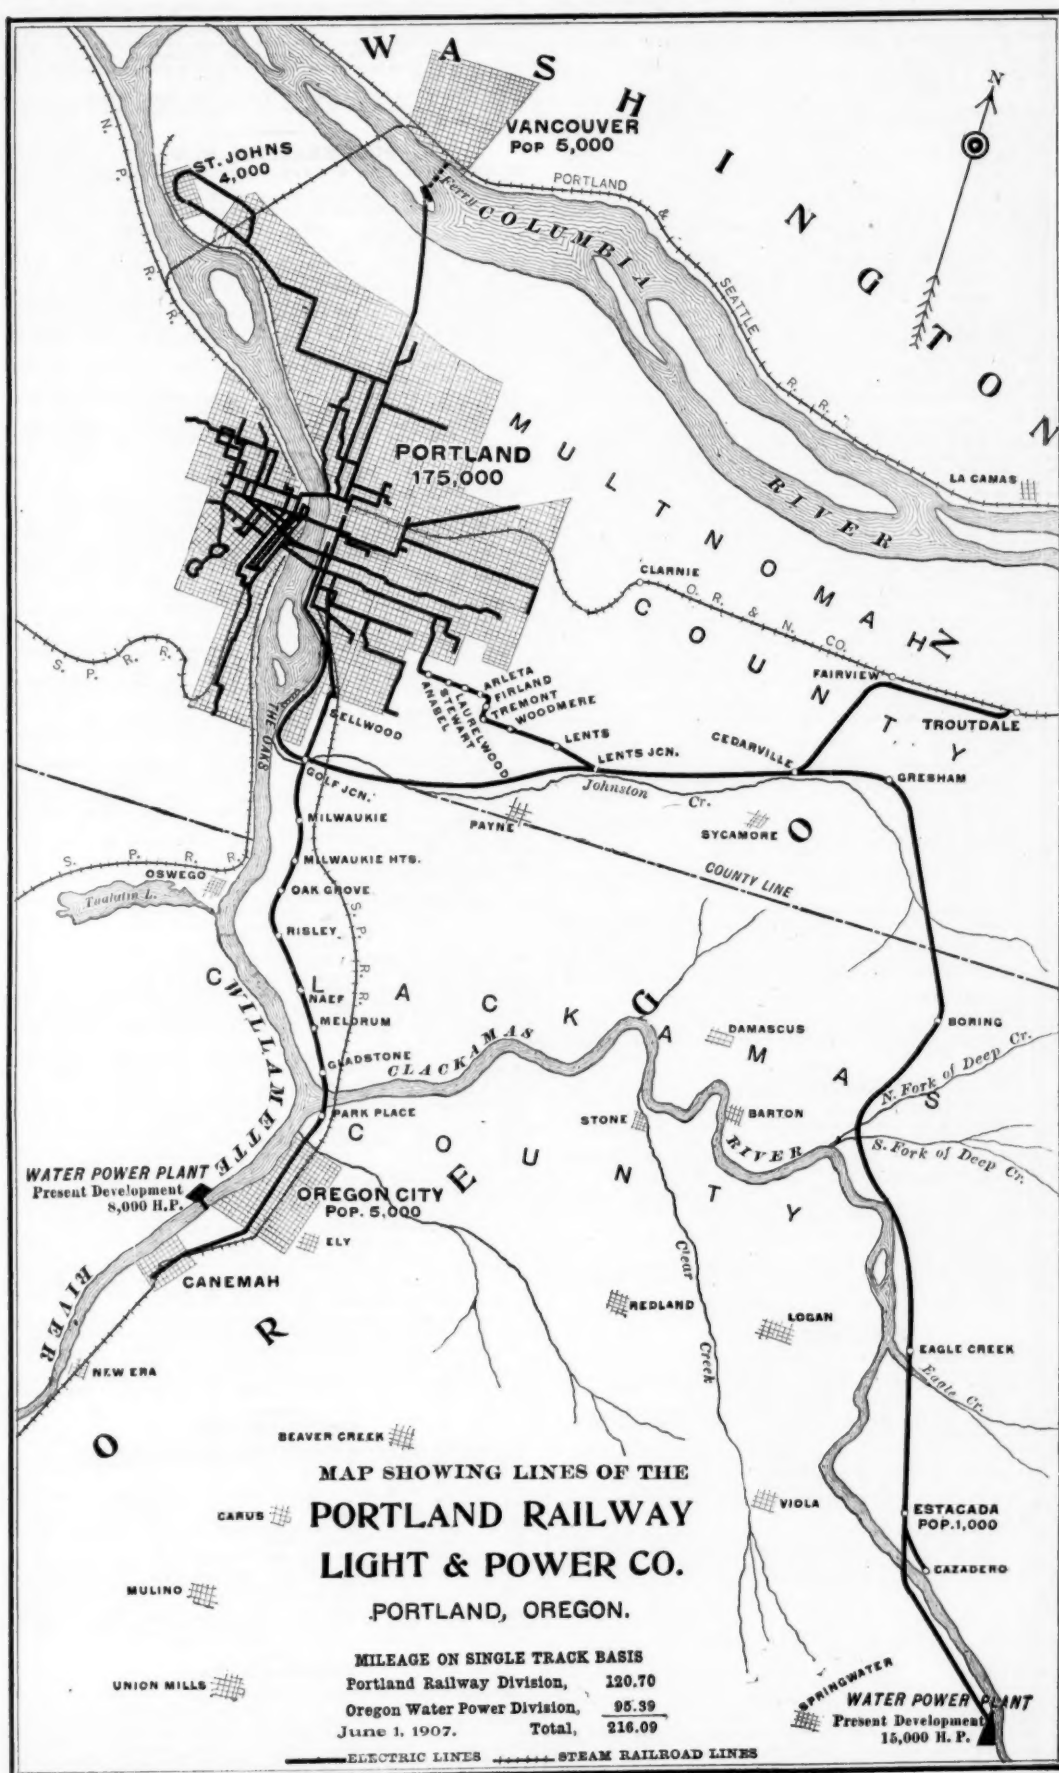 WASHINGTON
N
VANCOUVER
POP 5,000
ST. JOHNS
4,000
N. P. R. R.
Ferry
PORTLAND & SEATTLE R. R.
COLUMBIA RIVER
PORTLAND
175,000
MULTNOMAH COUNTY
LA CAMAS
CLARNIE
O. R. & N. CO.
FAIRVIEW
TROUTDALE
S. P. R. R.
THE OAKS
SELLWOOD
ARLETA
FIRLAND
TREMONT
WOODMERE
ANABEL
STEWART
LAURELWOOD
LENTS
LENTS JCN.
CEDARVILLE
GRESHAM
GOLF JCN.
Johnston Cr.
MILWAUKIE
PAYNE
SYCAMORE
MILWAUKIE HTS.
COUNTY LINE
S. P. R. R.
OSWEGO
Tualatin L.
OAK GROVE
RISLEY
S. P. R. R.
NAEF
MELDRUM
GLADSTONE
PARK PLACE
CLACKAMAS COUNTY
WILLAMETTE RIVER
CLACKAMAS RIVER
DAMASCUS
BORING
N. Fork of Deep Cr.
S. Fork of Deep Cr.
STONE
BARTON
WATER POWER PLANT
Present Development
8,000 H.P.
OREGON CITY
POP. 5,000
ELY
CANEMAH
OREGON
Clear Creek
REDLAND
LOGAN
EAGLE CREEK
Eagle Cr.
NEW ERA
BEAVER CREEK
CARUS
VIOLA
ESTACADA
POP. 1,000
CAZADERO
MULINO
UNION MILLS
SPRINGWATER
WATER POWER PLANT
Present Development
15,000 H. P.
MAP SHOWING LINES OF THE
PORTLAND RAILWAY
LIGHT & POWER CO.
PORTLAND, OREGON.
MILEAGE ON SINGLE TRACK BASIS
Portland Railway Division, 120.70
Oregon Water Power Division, 95.39
June 1, 1907. Total, 216.09
ELECTRIC LINES STEAM RAILROAD LINES